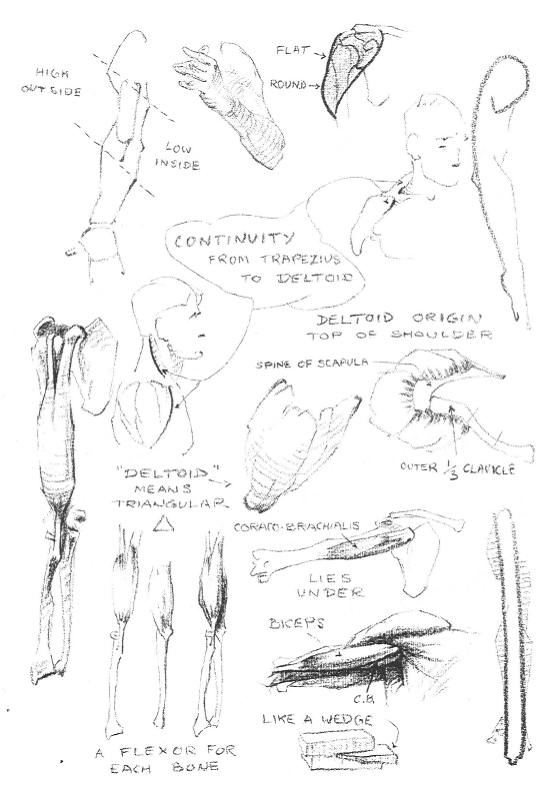 FLAT
ROUND
HIGH
OUTSIDE
LOW
INSIDE
CONTINUITY
FROM TRAPEZIUS
TO DELTOID
DELTOID ORIGIN
TOP OF SHOULDER
SPINE OF SCAPULA
OUTER 1/3 CLAVICLE
"DELTOID"
MEANS
TRIANGULAR
CORACO-BRACHIALIS
LIES
UNDER
BICEPS
C.B.
LIKE A WEDGE
A FLEXOR FOR
EACH BONE